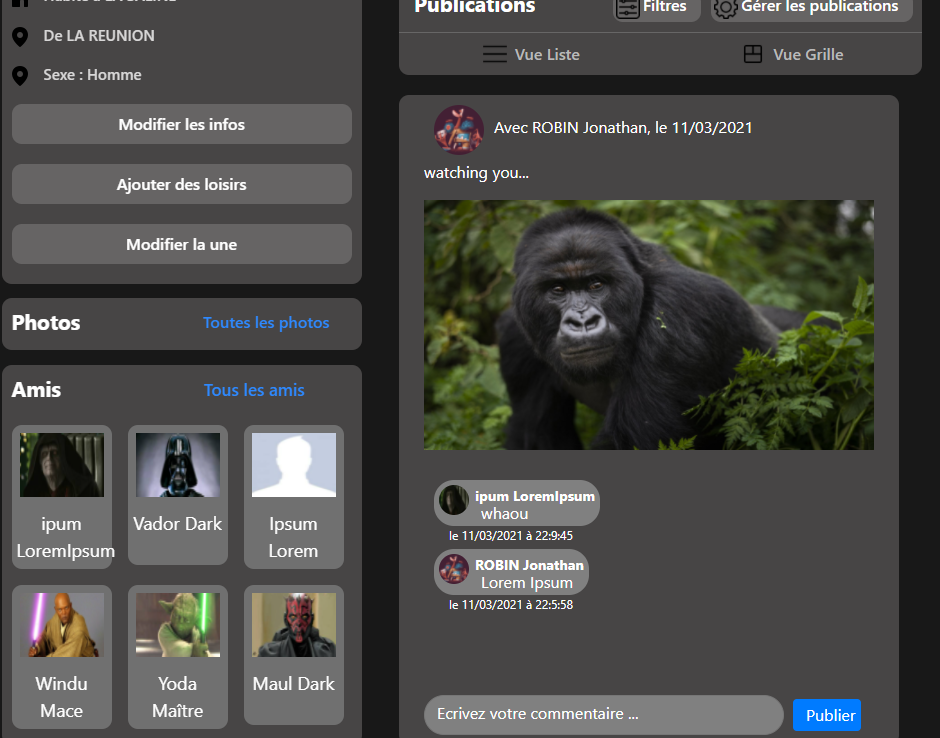 De LA REUNION
Sexe : Homme
Modifier les infos
Ajouter des loisirs
Modifier la une
Photos
Toutes les photos
Amis
Tous les amis
ipum
LoremIpsum
Vador Dark
Ipsum
Lorem
Windu
Mace
Yoda
Maître
Maul Dark
Publications
Filtres
Gérer les publications
Vue Liste
Vue Grille
Avec ROBIN Jonathan, le 11/03/2021
watching you...
ipum LoremIpsum
whaou
le 11/03/2021 à 22:9:45
ROBIN Jonathan
Lorem Ipsum
le 11/03/2021 à 22:5:58
Ecrivez votre commentaire ...
Publier